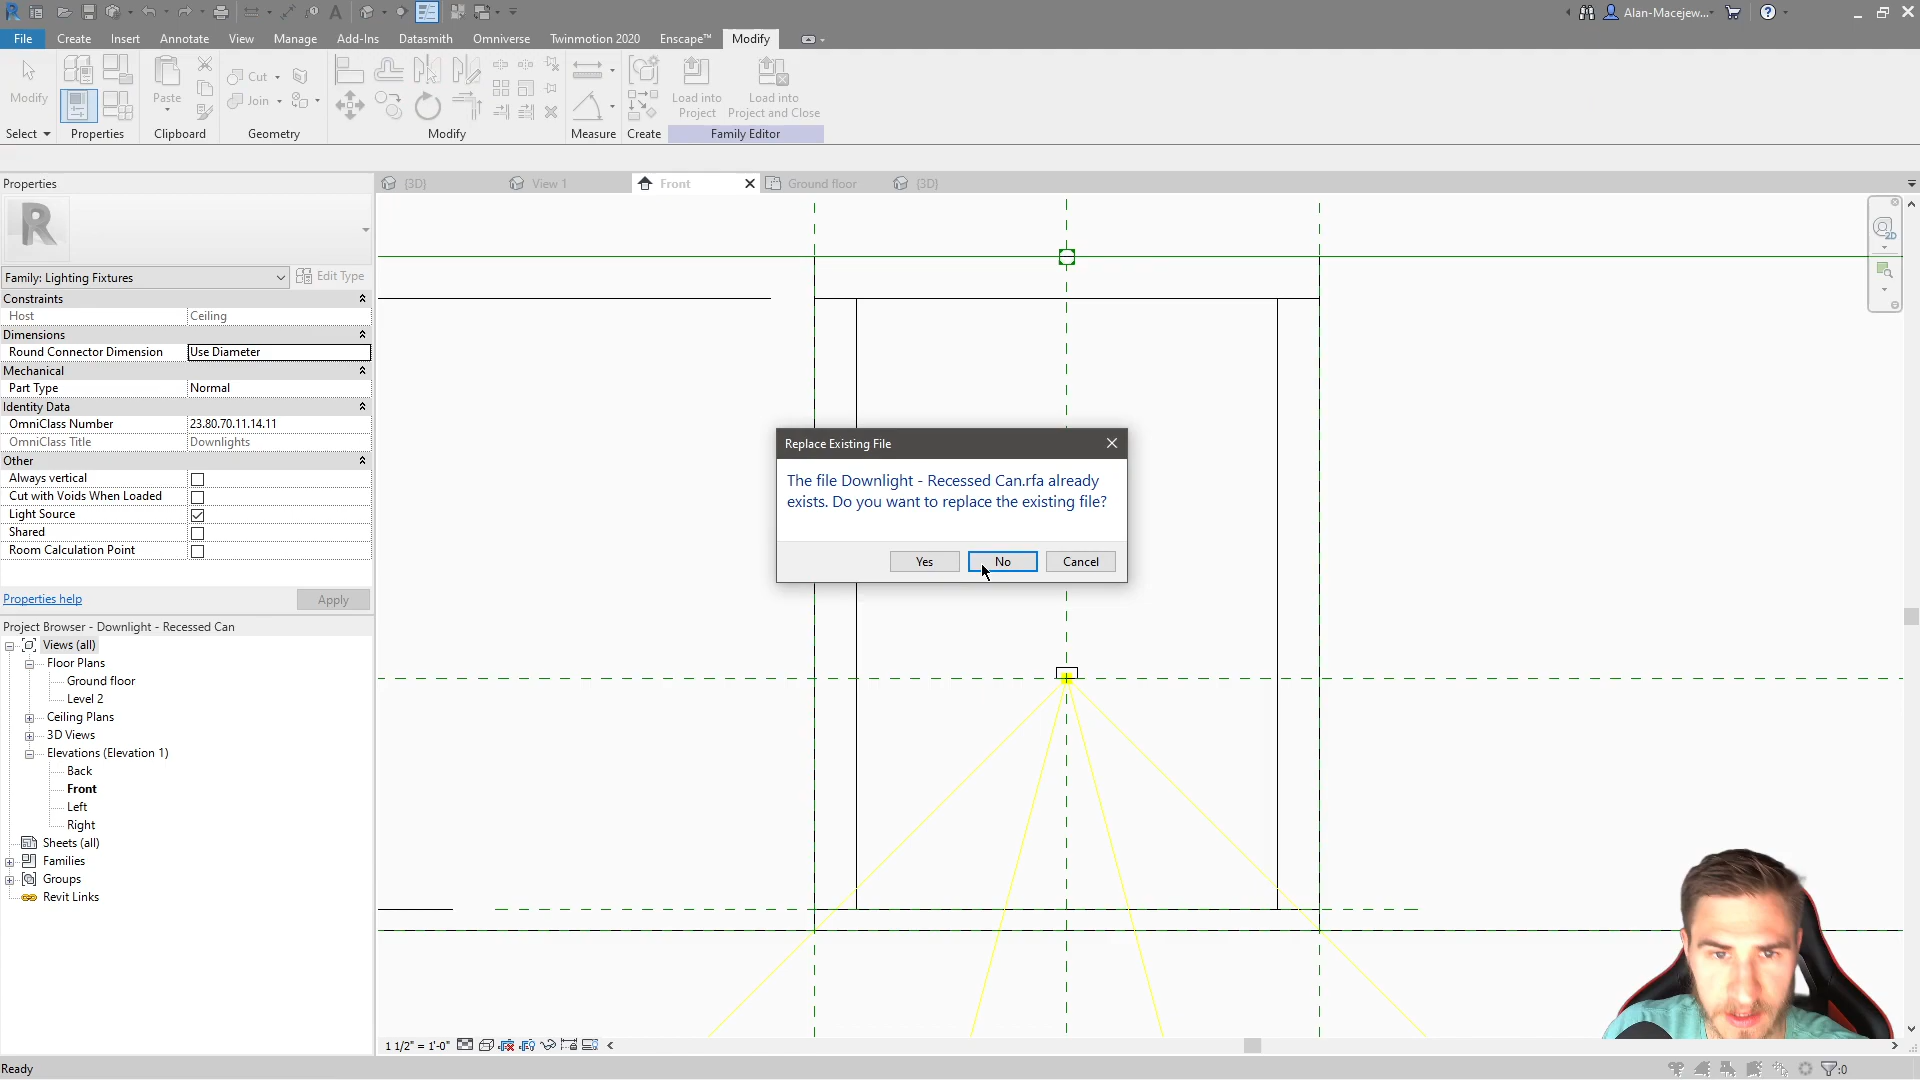 Alan-Macejew...
File Create Insert Annotate View Manage Add-Ins Datasmith Omniverse Twinmotion 2020 Enscape™ Modify
Modify
Paste
Cut
Join
Load into Project
Load into Project and Close
Select Properties Clipboard Geometry Modify Measure Create Family Editor
Properties
{3D} View 1 Front Ground floor {3D}
2D
R
Family: Lighting Fixtures Edit Type
Constraints
Host Ceiling
Dimensions
Round Connector Dimension Use Diameter
Mechanical
Part Type Normal
Identity Data
OmniClass Number 23.80.70.11.14.11
OmniClass Title Downlights
Other
Always vertical
Cut with Voids When Loaded
Light Source
Shared
Room Calculation Point
Properties help Apply
Replace Existing File
The file Downlight - Recessed Can.rfa already
exists. Do you want to replace the existing file?
Yes No Cancel
Project Browser - Downlight - Recessed Can
Views (all)
Floor Plans
Ground floor
Level 2
Ceiling Plans
3D Views
Elevations (Elevation 1)
Back
Front
Left
Right
Sheets (all)
Families
Groups
Revit Links
1 1/2" = 1'-0"
Ready
:0